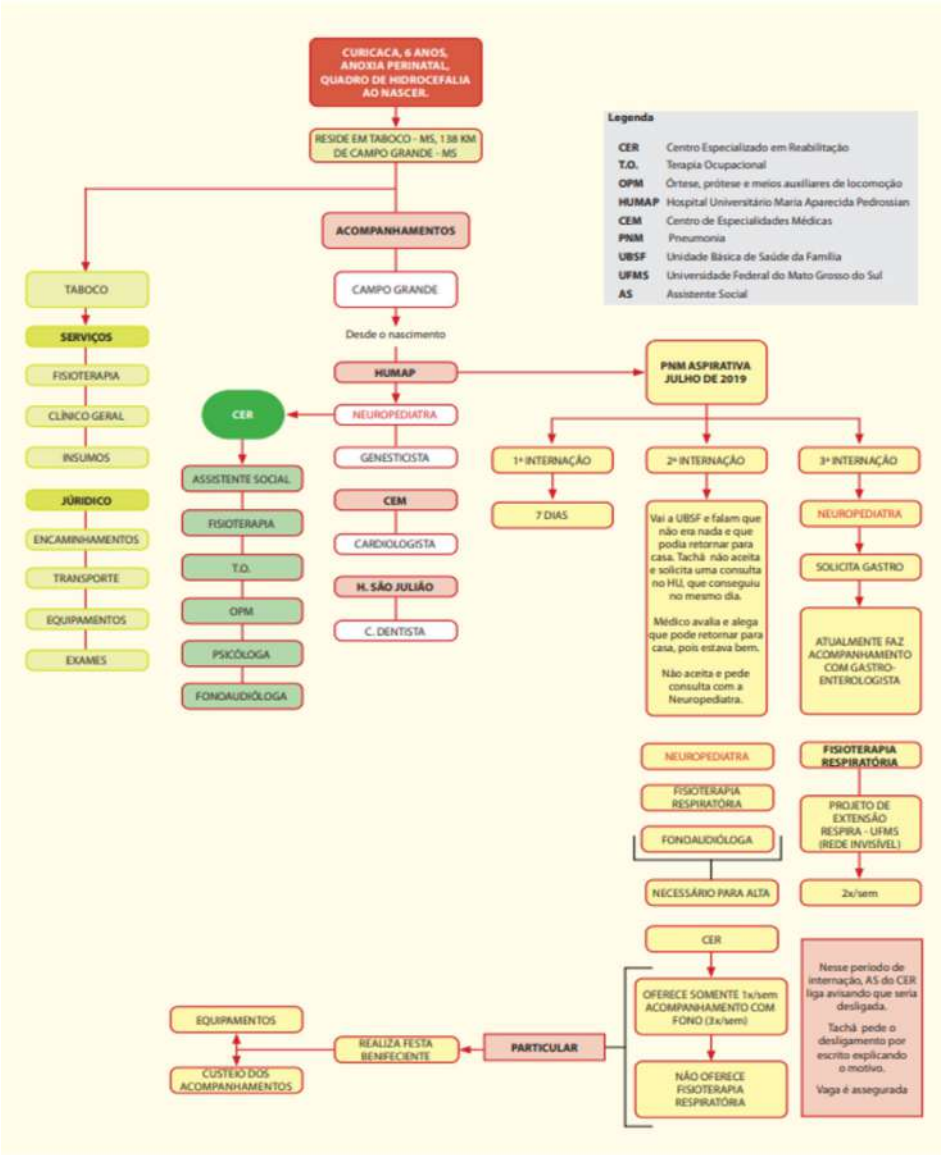 CURICACA, 6 ANOS,
ANOXIA PERINATAL,
QUADRO DE HIDROCEFALIA
AO NASCER.
RESIDE EM TABOCO - MS, 138 KM
DE CAMPO GRANDE - MS
Legenda
CER Centro Especializado em Reabilitação
T.O. Terapia Ocupacional
OPM Órtese, prótese e meios auxiliares de locomoção
HUMAP Hospital Universitário Maria Aparecida Pedrossian
CEM Centro de Especialidades Médicas
PNM Pneumonia
UBSF Unidade Básica de Saúde da Família
UFMS Universidade Federal do Mato Grosso do Sul
AS Assistente Social
TABOCO
SERVIÇOS
FISIOTERAPIA
CLÍNICO GERAL
INSUMOS
JÚRIDICO
ENCAMINHAMENTOS
TRANSPORTE
EQUIPAMENTOS
EXAMES
ACOMPANHAMENTOS
CAMPO GRANDE
Desde o nascimento
HUMAP
NEUROPEDIATRA
GENESTICISTA
CEM
CARDIOLOGISTA
H. SÃO JULIÃO
C. DENTISTA
CER
ASSISTENTE SOCIAL
FISIOTERAPIA
T.O.
OPM
PSICÓLOGA
FONOAUDIÓLOGA
PNM ASPIRATIVA
JULHO DE 2019
1ª INTERNAÇÃO
7 DIAS
2ª INTERNAÇÃO
Vai a UBSF e falam que
não era nada e que
podia retornar para
casa. Tachã não aceita
e solicita uma consulta
no HU, que conseguiu
no mesmo dia.
Médico avalia e alega
que pode retornar para
casa, pois estava bem.
Não aceita e pede
consulta com a
Neuropediatra.
3ª INTERNAÇÃO
NEUROPEDIATRA
SOLICITA GASTRO
ATUALMENTE FAZ
ACOMPANHAMENTO
COM GASTRO-
ENTEROLOGISTA
NEUROPEDIATRA
FISIOTERAPIA
RESPIRATÓRIA
FONOAUDIÓLOGA
NECESSÁRIO PARA ALTA
FISIOTERAPIA
RESPIRATÓRIA
PROJETO DE
EXTENSÃO
RESPIRA - UFMS
(REDE INVISÍVEL)
2x/sem
CER
OFERECE SOMENTE 1x/sem
ACOMPANHAMENTO COM
FONO (3x/sem)
NÃO OFERECE
FISIOTERAPIA
RESPIRATÓRIA
Nesse período de
internação, AS do CER
liga avisando que seria
desligada.
Tachã pede o
desligamento por
escrito explicando
o motivo.
Vaga é assegurada
PARTICULAR
REALIZA FESTA
BENIFECIENTE
EQUIPAMENTOS
CUSTEIO DOS
ACOMPANHAMENTOS